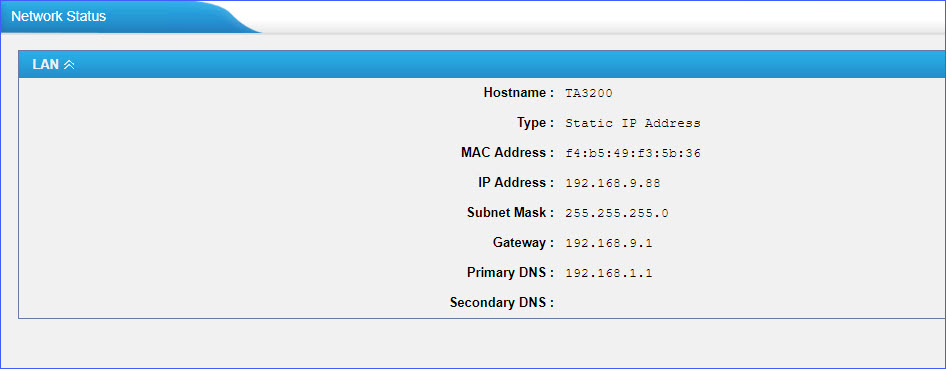 Network Status
LAN
Hostname : TA3200
Type : Static IP Address
MAC Address : f4:b5:49:f3:5b:36
IP Address : 192.168.9.88
Subnet Mask : 255.255.255.0
Gateway : 192.168.9.1
Primary DNS : 192.168.1.1
Secondary DNS :